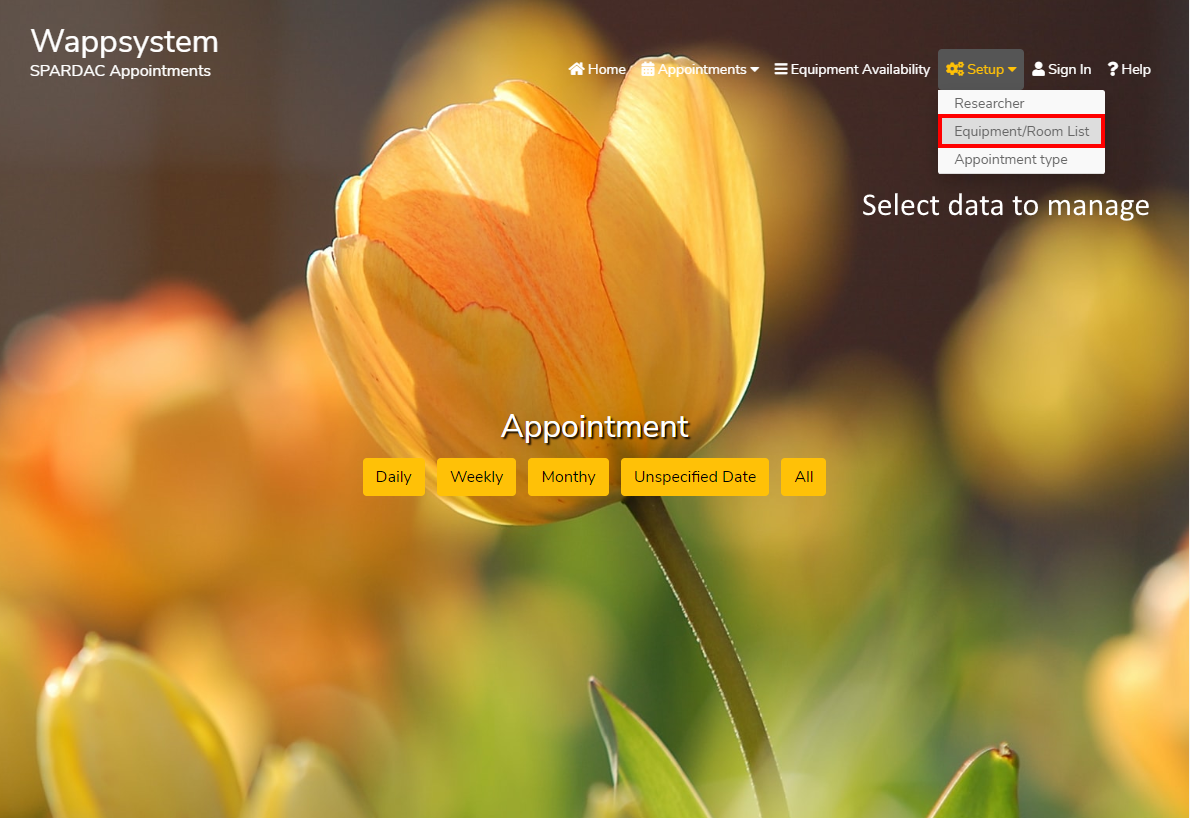 Wappsystem
SPARDAC Appointments
Home Appointments Equipment Availability Setup Sign In Help
Researcher
Equipment/Room List
Appointment type
Select data to manage
Appointment
Daily Weekly Monthy Unspecified Date All